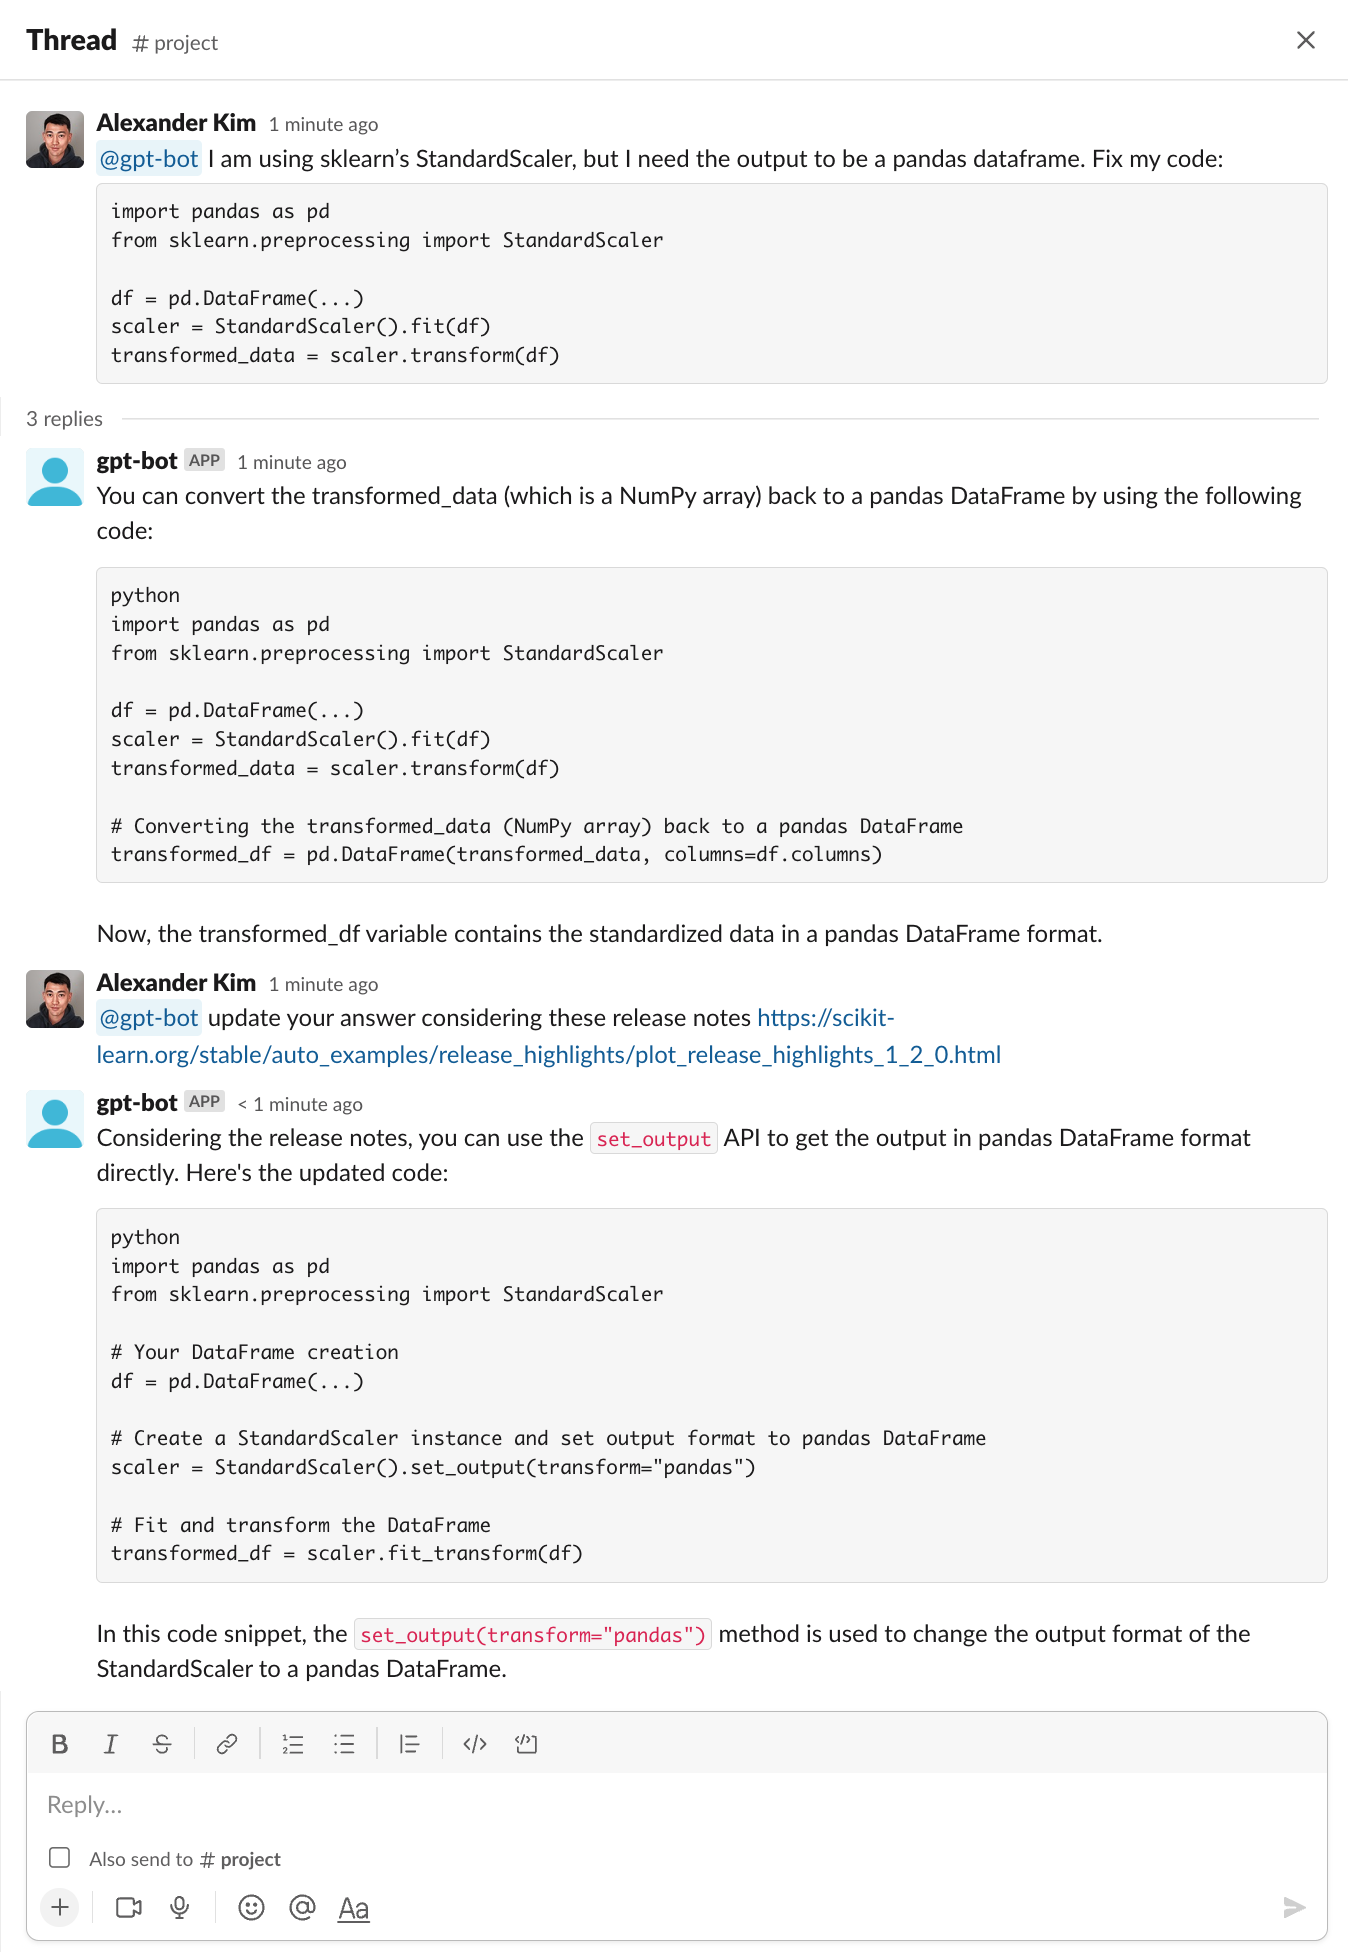 Thread # project
Alexander Kim 1 minute ago
@gpt-bot I am using sklearn’s StandardScaler, but I need the output to be a pandas dataframe. Fix my code:
import pandas as pd
from sklearn.preprocessing import StandardScaler
df = pd.DataFrame(...)
scaler = StandardScaler().fit(df)
transformed_data = scaler.transform(df)
3 replies
gpt-bot APP 1 minute ago
You can convert the transformed_data (which is a NumPy array) back to a pandas DataFrame by using the following
code:
python
import pandas as pd
from sklearn.preprocessing import StandardScaler
df = pd.DataFrame(...)
scaler = StandardScaler().fit(df)
transformed_data = scaler.transform(df)
# Converting the transformed_data (NumPy array) back to a pandas DataFrame
transformed_df = pd.DataFrame(transformed_data, columns=df.columns)
Now, the transformed_df variable contains the standardized data in a pandas DataFrame format.
Alexander Kim 1 minute ago
@gpt-bot update your answer considering these release notes https://scikit-
learn.org/stable/auto_examples/release_highlights/plot_release_highlights_1_2_0.html
gpt-bot APP < 1 minute ago
Considering the release notes, you can use the set_output API to get the output in pandas DataFrame format
directly. Here's the updated code:
python
import pandas as pd
from sklearn.preprocessing import StandardScaler
# Your DataFrame creation
df = pd.DataFrame(...)
# Create a StandardScaler instance and set output format to pandas DataFrame
scaler = StandardScaler().set_output(transform="pandas")
# Fit and transform the DataFrame
transformed_df = scaler.fit_transform(df)
In this code snippet, the set_output(transform="pandas") method is used to change the output format of the
StandardScaler to a pandas DataFrame.
B I S
Reply...
Also send to # project
Aa